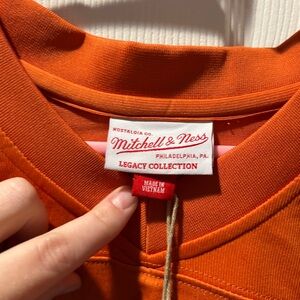 NOSTALGIA CO.
Mitchell & Ness
PHILADELPHIA, PA.
LEGACY COLLECTION
MADE IN
VIETNAM